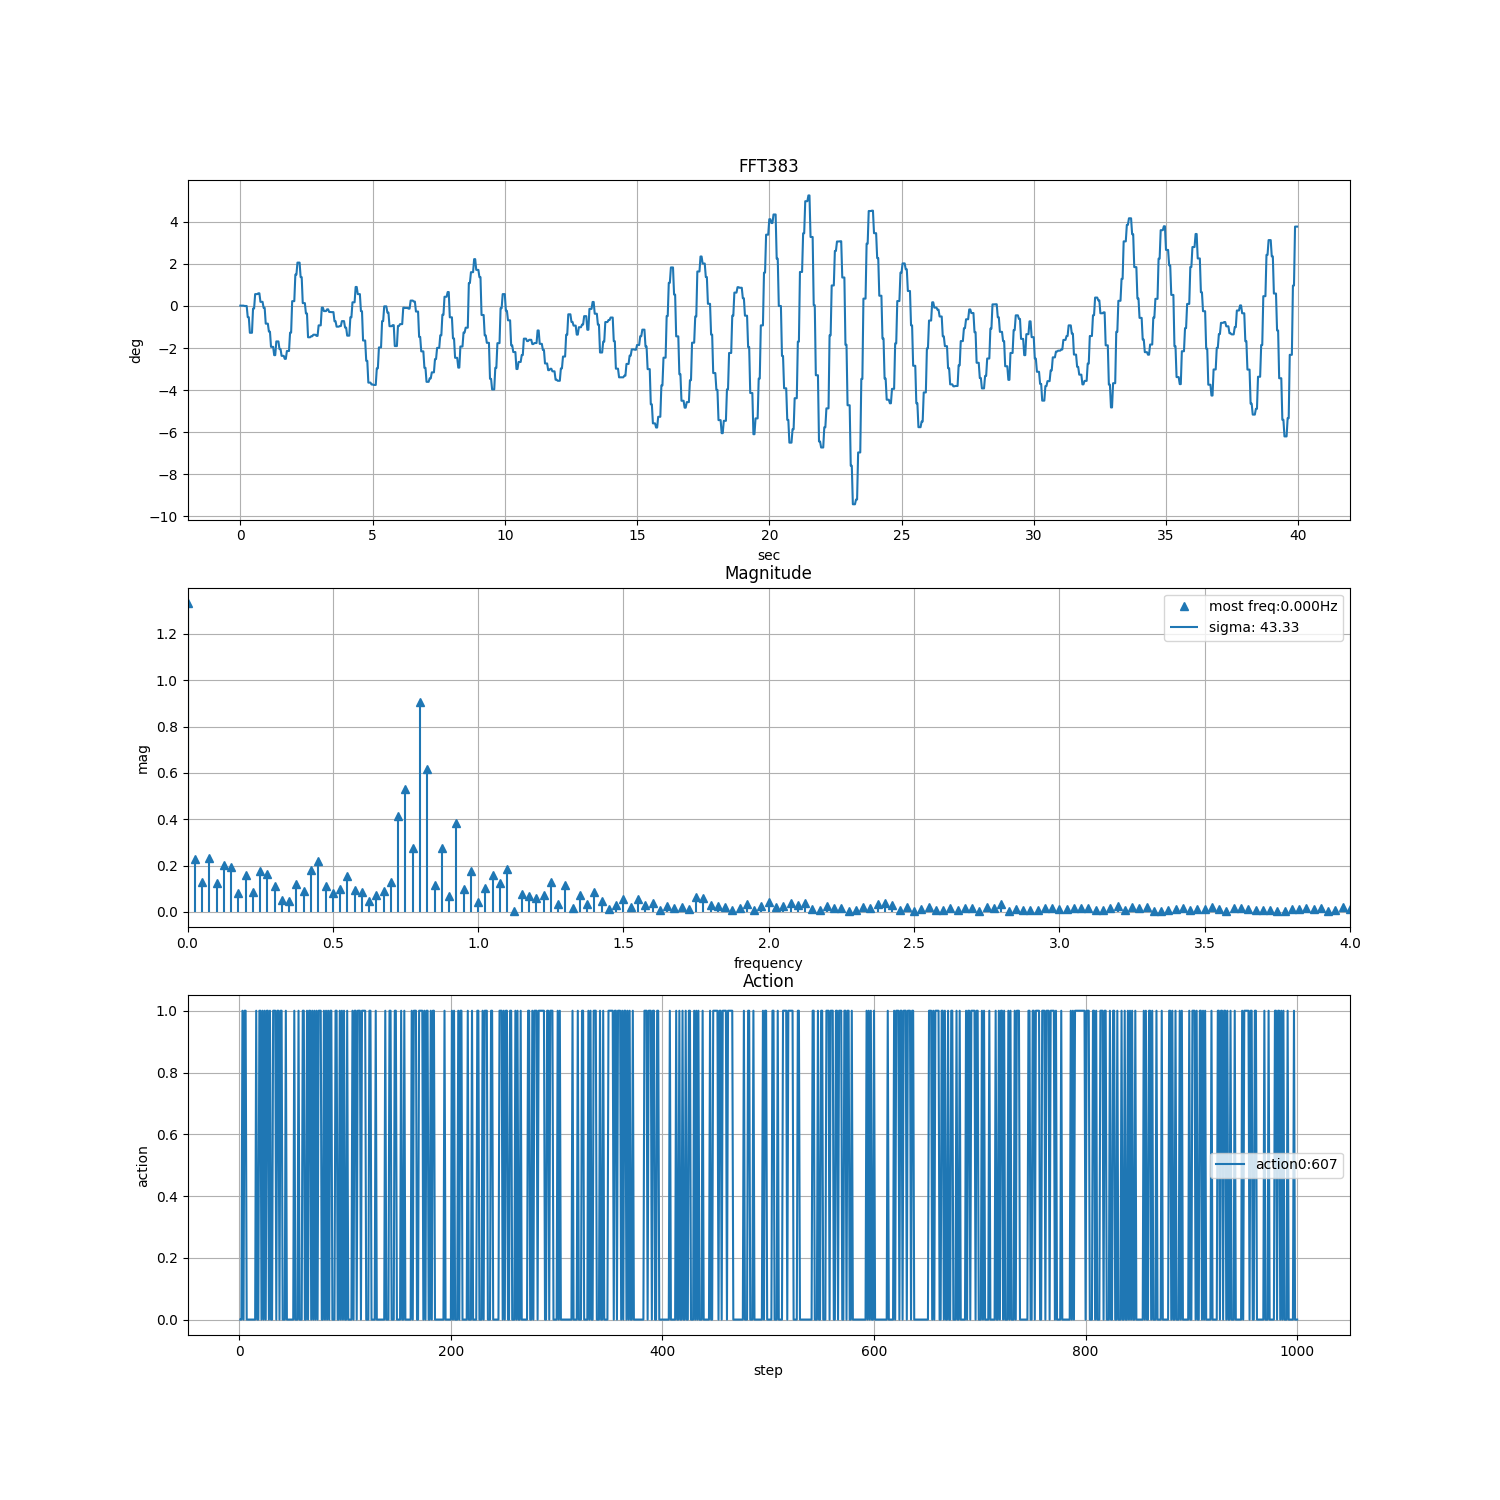 FFT383
4
2
0
−2
−4
−6
−8
−10
deg
0 5 10 15 20 25 30 35 40
sec
Magnitude
most freq:0.000Hz
sigma: 43.33
1.2
1.0
0.8
0.6
0.4
0.2
0.0
mag
0.0 0.5 1.0 1.5 2.0 2.5 3.0 3.5 4.0
frequency
Action
1.0
0.8
0.6
0.4
0.2
0.0
action
action0:607
0 200 400 600 800 1000
step